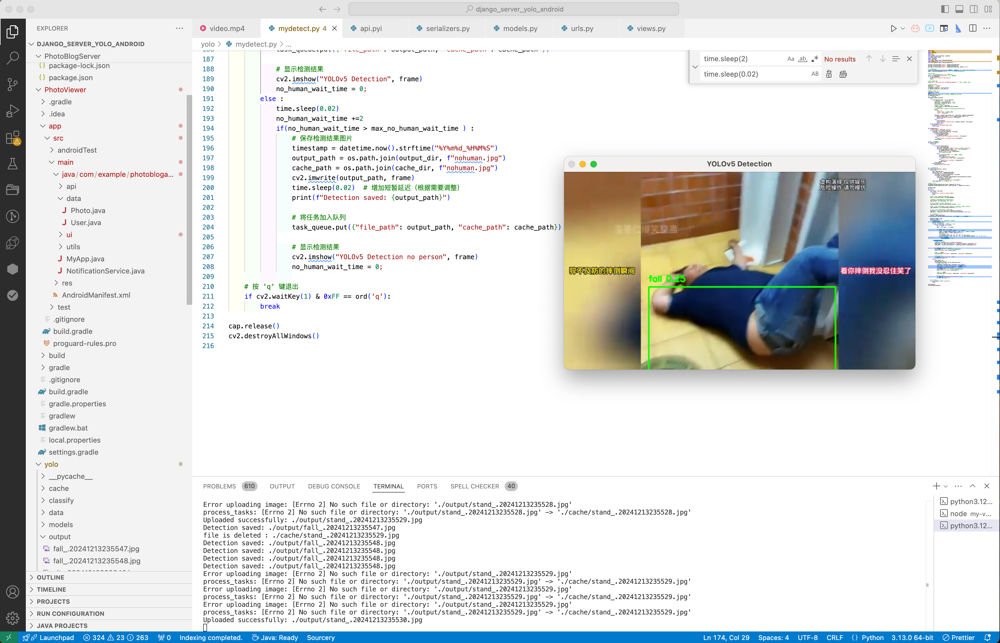 django_server_yolo_android
EXPLORER
DJANGO_SERVER_YOLO_ANDROID
PhotoBlogServer
package-lock.json
package.json
PhotoViewer
.gradle
.idea
app
src
androidTest
main
java/com/example/photobloga...
api
data
Photo.java
User.java
ui
utils
MyApp.java
NotificationService.java
res
AndroidManifest.xml
test
.gitignore
build.gradle
proguard-rules.pro
build
gradle
.gitignore
build.gradle
gradle.properties
gradlew
gradlew.bat
local.properties
settings.gradle
yolo
__pycache__
cache
classify
data
models
output
fall_.20241213235547.jpg
fall_.20241213235548.jpg
OUTLINE
TIMELINE
PROJECTS
RUN CONFIGURATION
JAVA PROJECTS
video.mp4
mydetect.py 4
api.pyi
serializers.py
models.py
urls.py
views.py
yolo > mydetect.py > ...
186 task_queue.put({"file_path": output_path, "cache_path": cache_path})
187
188 # 显示检测结果
189 cv2.imshow("YOLOv5 Detection", frame)
190 no_human_wait_time = 0;
191 else :
192 time.sleep(0.02)
193 no_human_wait_time +=2
194 if(no_human_wait_time > max_no_human_wait_time ) :
195 # 保存检测结果图片
196 timestamp = datetime.now().strftime("%Y%m%d_%H%M%S")
197 output_path = os.path.join(output_dir, f"nohuman.jpg")
198 cache_path = os.path.join(cache_dir, f"nohuman.jpg")
199 cv2.imwrite(output_path, frame)
200 time.sleep(0.02)  # 增加短暂延迟（根据需要调整）
201 print(f"Detection saved: {output_path}")
202
203 # 将任务加入队列
204 task_queue.put({"file_path": output_path, "cache_path": cache_path})
205
206 # 显示检测结果
207 cv2.imshow("YOLOv5 Detection no person", frame)
208 no_human_wait_time = 0;
209
210 # 按 'q' 键退出
211 if cv2.waitKey(1) & 0xFF == ord('q'):
212 break
213
214 cap.release()
215 cv2.destroyAllWindows()
216
time.sleep(2)
Aa ab .* No results
time.sleep(0.02)
AB
YOLOv5 Detection
虚构演绎 仅供娱乐
危险操作 请勿模仿
猝不及防的摔倒瞬间
看你摔倒我没忍住笑了
fall 0.25
PROBLEMS 610 OUTPUT DEBUG CONSOLE TERMINAL PORTS SPELL CHECKER 40
Error uploading image: [Errno 2] No such file or directory: './output/stand_.20241213235528.jpg'
process_tasks: [Errno 2] No such file or directory: './output/stand_.20241213235528.jpg' -> './cache/stand_.20241213235528.jpg'
Uploaded successfully: ./output/stand_.20241213235529.jpg
Detection saved: ./output/fall_.20241213235547.jpg
file is deleted : ./cache/stand_.20241213235529.jpg
Detection saved: ./output/fall_.20241213235548.jpg
Detection saved: ./output/fall_.20241213235548.jpg
Detection saved: ./output/fall_.20241213235548.jpg
Detection saved: ./output/fall_.20241213235548.jpg
Error uploading image: [Errno 2] No such file or directory: './output/stand_.20241213235529.jpg'
process_tasks: [Errno 2] No such file or directory: './output/stand_.20241213235529.jpg' -> './cache/stand_.20241213235529.jpg'
Error uploading image: [Errno 2] No such file or directory: './output/stand_.20241213235529.jpg'
process_tasks: [Errno 2] No such file or directory: './output/stand_.20241213235529.jpg' -> './cache/stand_.20241213235529.jpg'
Error uploading image: [Errno 2] No such file or directory: './output/stand_.20241213235529.jpg'
process_tasks: [Errno 2] No such file or directory: './output/stand_.20241213235529.jpg' -> './cache/stand_.20241213235529.jpg'
Uploaded successfully: ./output/stand_.20241213235530.jpg
python3.12...
node my-v...
python3.12...
Launchpad 324 23 263 0 Indexing completed. Java: Ready Sourcery
Ln 174, Col 29 Spaces: 4 UTF-8 CRLF {} Python 3.13.0 64-bit Prettier